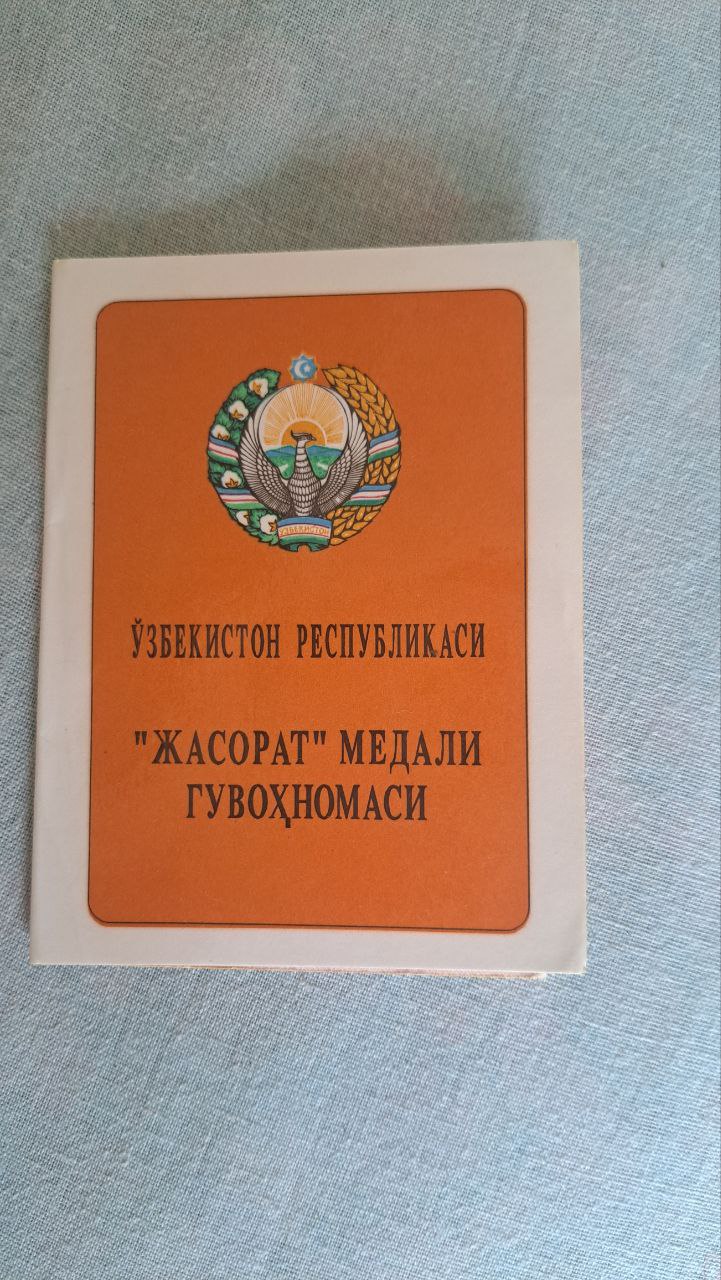 ЎЗБЕКИСТОН
ЎЗБЕКИСТОН РЕСПУБЛИКАСИ
"ЖАСОРАТ" МЕДАЛИ
ГУВОҲНОМАСИ